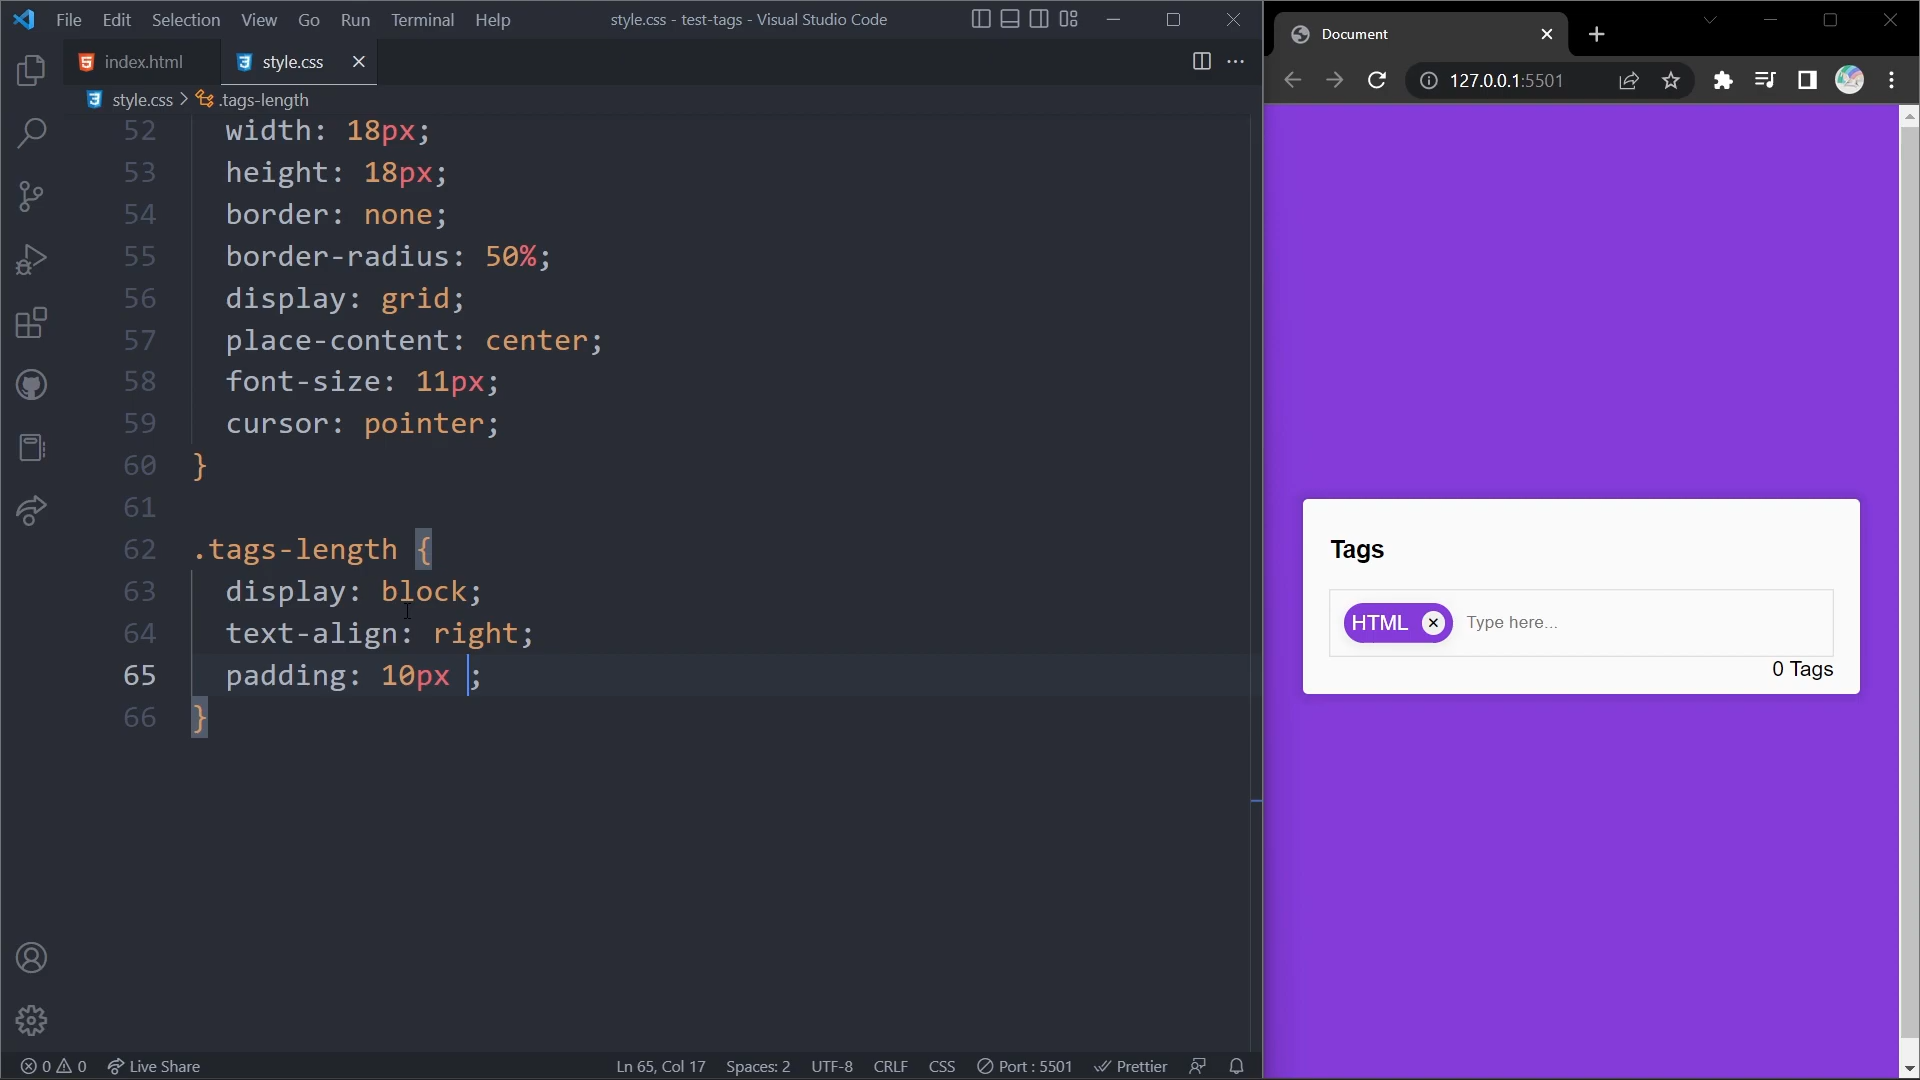 File Edit Selection View Go Run Terminal Help
style.css - test-tags - Visual Studio Code
index.html
style.css
style.css > .tags-length
52 width: 18px;
53 height: 18px;
54 border: none;
55 border-radius: 50%;
56 display: grid;
57 place-content: center;
58 font-size: 11px;
59 cursor: pointer;
60 }
61
62 .tags-length {
63 display: block;
64 text-align: right;
65 padding: 10px ;
66 }
0 0 Live Share
Ln 65, Col 17 Spaces: 2 UTF-8 CRLF CSS Port : 5501 Prettier
Document
127.0.0.1:5501
Tags
HTML Type here...
0 Tags